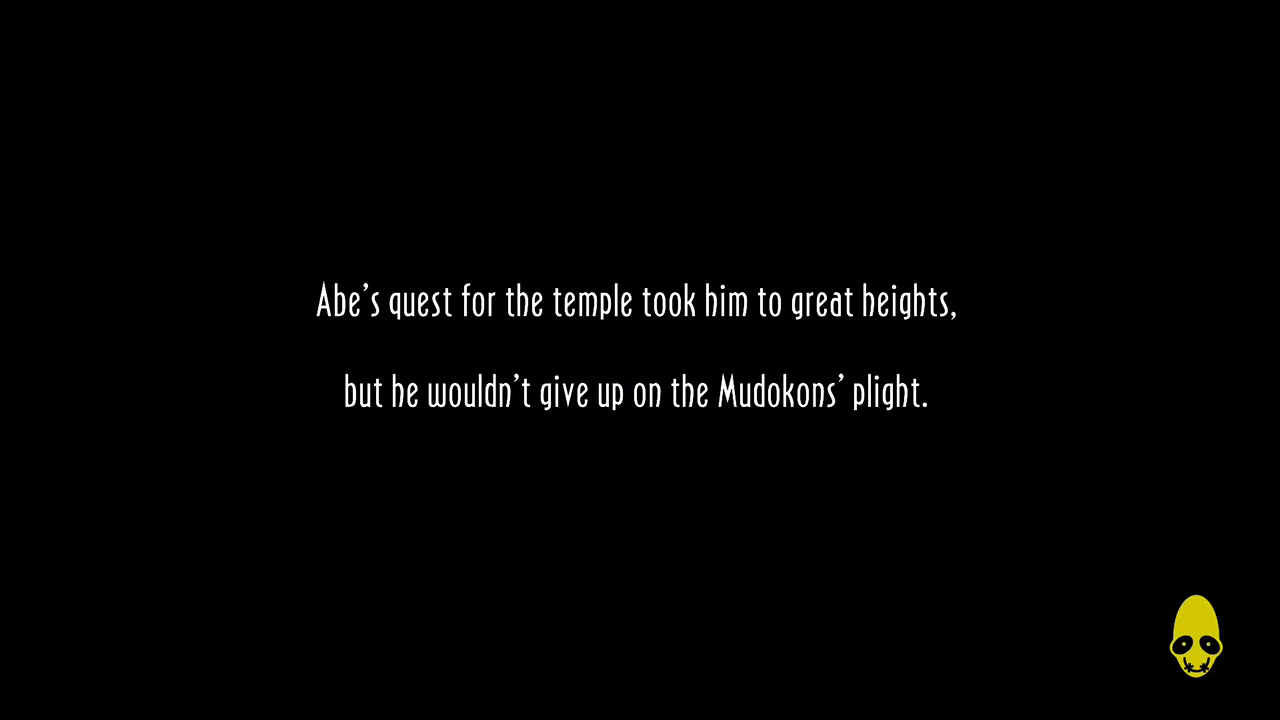 Abe’s quest for the temple took him to great heights,
but he wouldn’t give up on the Mudokons’ plight.